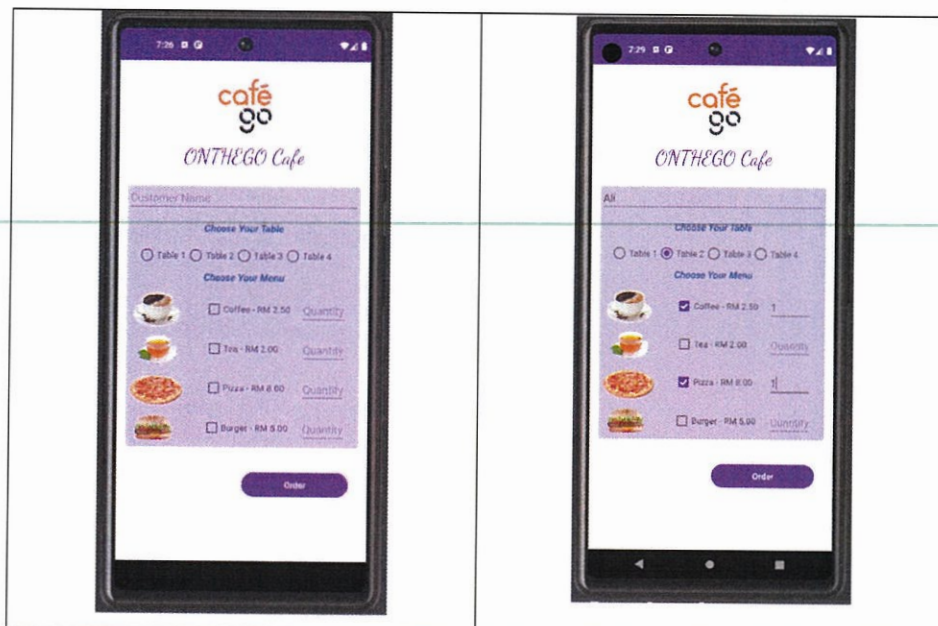 7:26
café
go
ONTHEGO Cafe
Customer Name
Choose Your Table
Table 1 Table 2 Table 3 Table 4
Choose Your Menu
Coffee - RM 2.50 Quantity
Tea - RM 2.00 Quantity
Pizza - RM 8.00 Quantity
Burger - RM 5.00 Quantity
Order
7:29
café
go
ONTHEGO Cafe
Ali
Choose Your Table
Table 1 Table 2 Table 3 Table 4
Choose Your Menu
Coffee - RM 2.50 1
Tea - RM 2.00 Quantity
Pizza - RM 8.00 1
Burger - RM 5.00 Quantity
Order